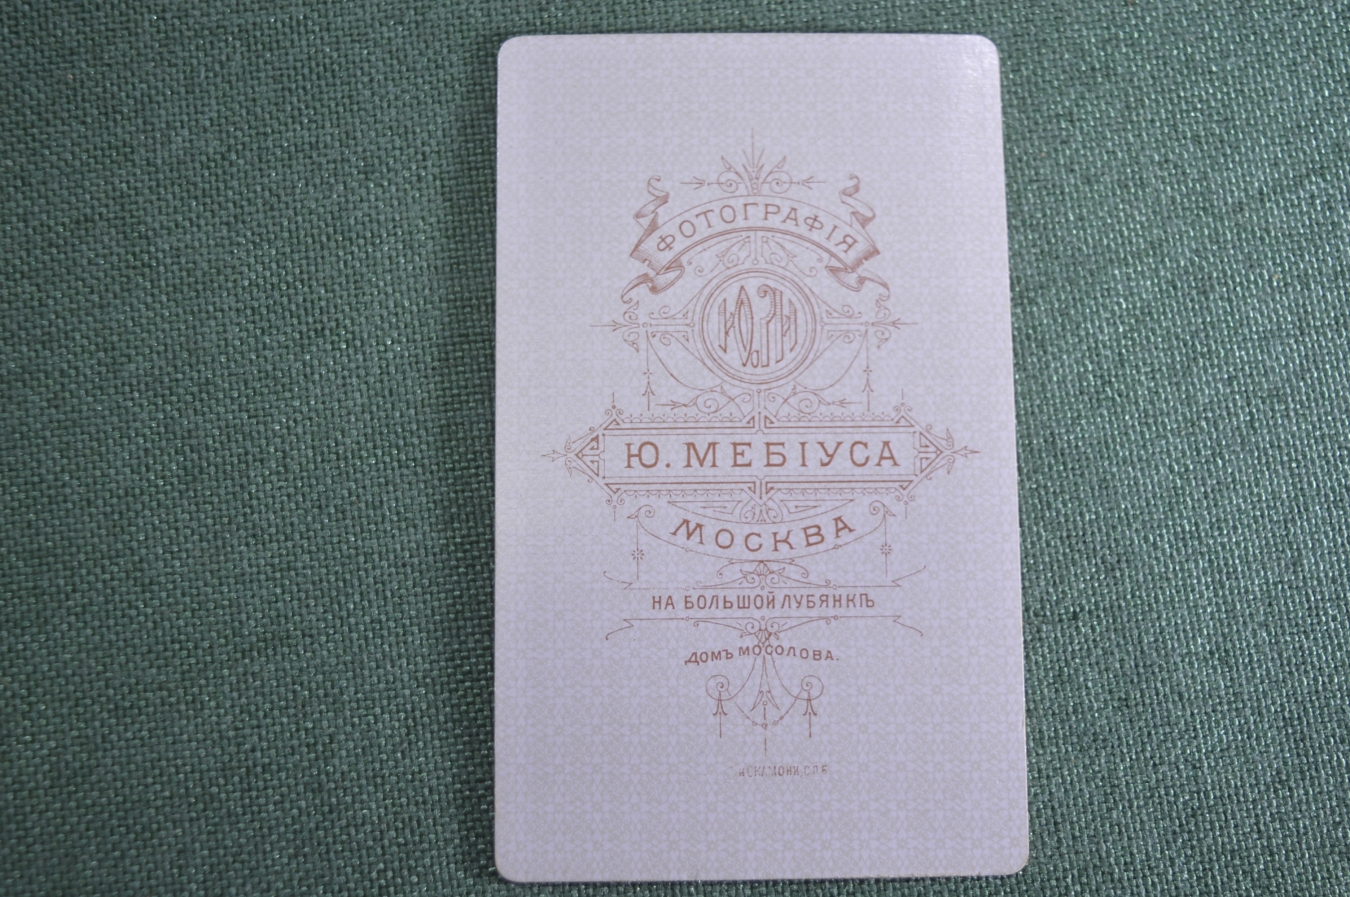 ФОТОГРАФІЯ
Ю. М
Ю. МЕБІУСА
МОСКВА
НА БОЛЬШОЙ ЛУБЯНКѢ
ДОМЪ МОСОЛОВА.